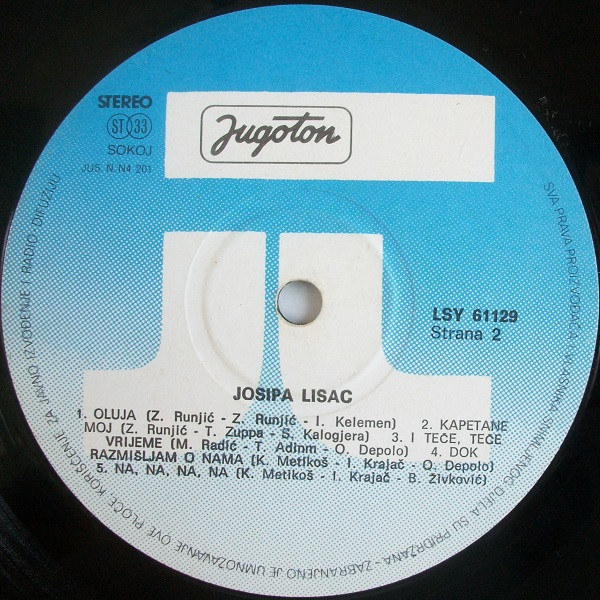 STEREO
ST 33
SOKOJ
JUS N.N4 201
Jugoton
LSY 61129
Strana 2
JOSIPA LISAC
1. OLUJA (Z. Runjić - Z. Runjić - I. Kelemen) 2. KAPETANE
MOJ (Z. Runjić - T. Zuppa - S. Kalogjera) 3. I TEČE, TEČE
VRIJEME (M. Radić - T. Adinm - O. Depolo) 4. DOK
RAZMISLJAM O NAMA (K. Metikoš - I. Krajač - O. Depolo)
5. NA, NA, NA, NA (K. Metikoš - I. Krajač - B. Živković)
SVA PRAVA PROIZVOĐAČA I VLASNIKA SNIMLJENOG DJELA SU PRIDRŽANA - ZABRANJENO JE UMNOŽAVANJE OVE PLOČE, KORIŠĆENJE ZA JAVNO IZVOĐENJE I RADIO DIFUZIJU